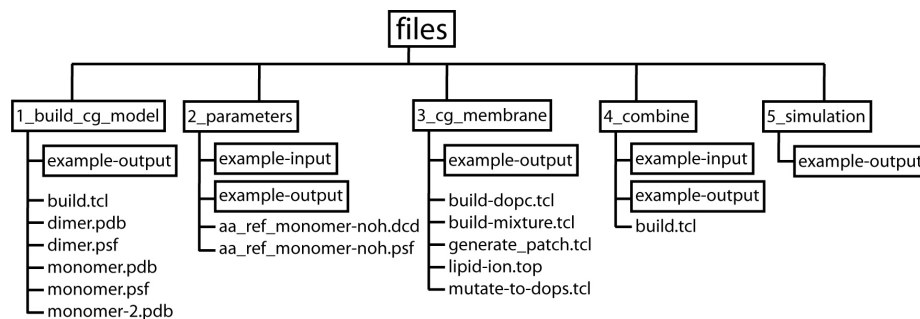 files
1_build_cg_model
example-output
build.tcl
dimer.pdb
dimer.psf
monomer.pdb
monomer.psf
monomer-2.pdb
2_parameters
example-input
example-output
aa_ref_monomer-noh.dcd
aa_ref_monomer-noh.psf
3_cg_membrane
example-output
build-dopc.tcl
build-mixture.tcl
generate_patch.tcl
lipid-ion.top
mutate-to-dops.tcl
4_combine
example-input
example-output
build.tcl
5_simulation
example-output